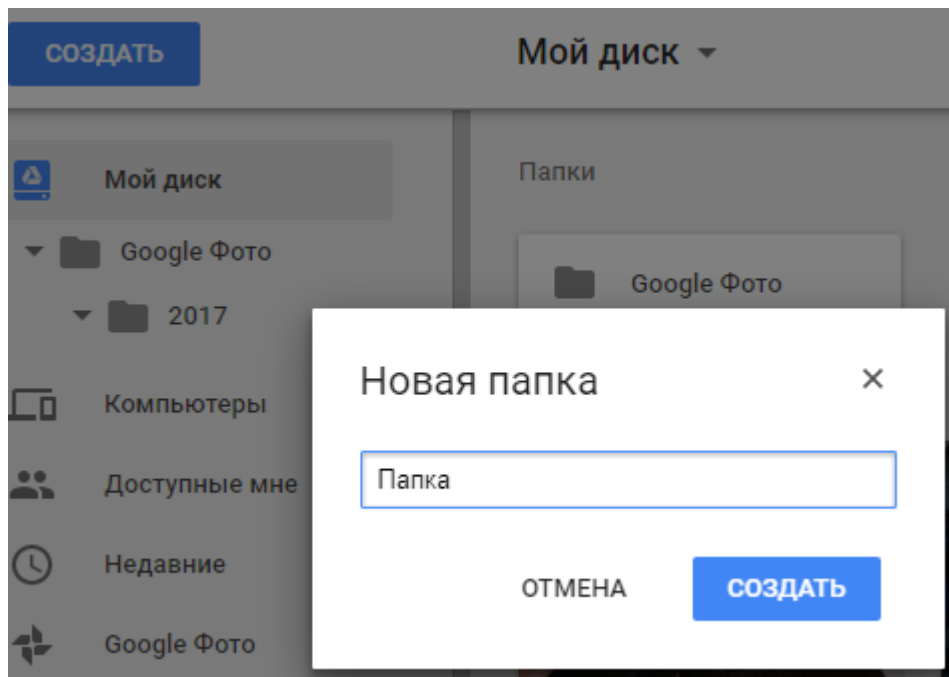 СОЗДАТЬ
Мой диск
Мой диск
Google Фото
2017
Компьютеры
Доступные мне
Недавние
Google Фото
Папки
Google Фото
Новая папка
Папка
ОТМЕНА
СОЗДАТЬ